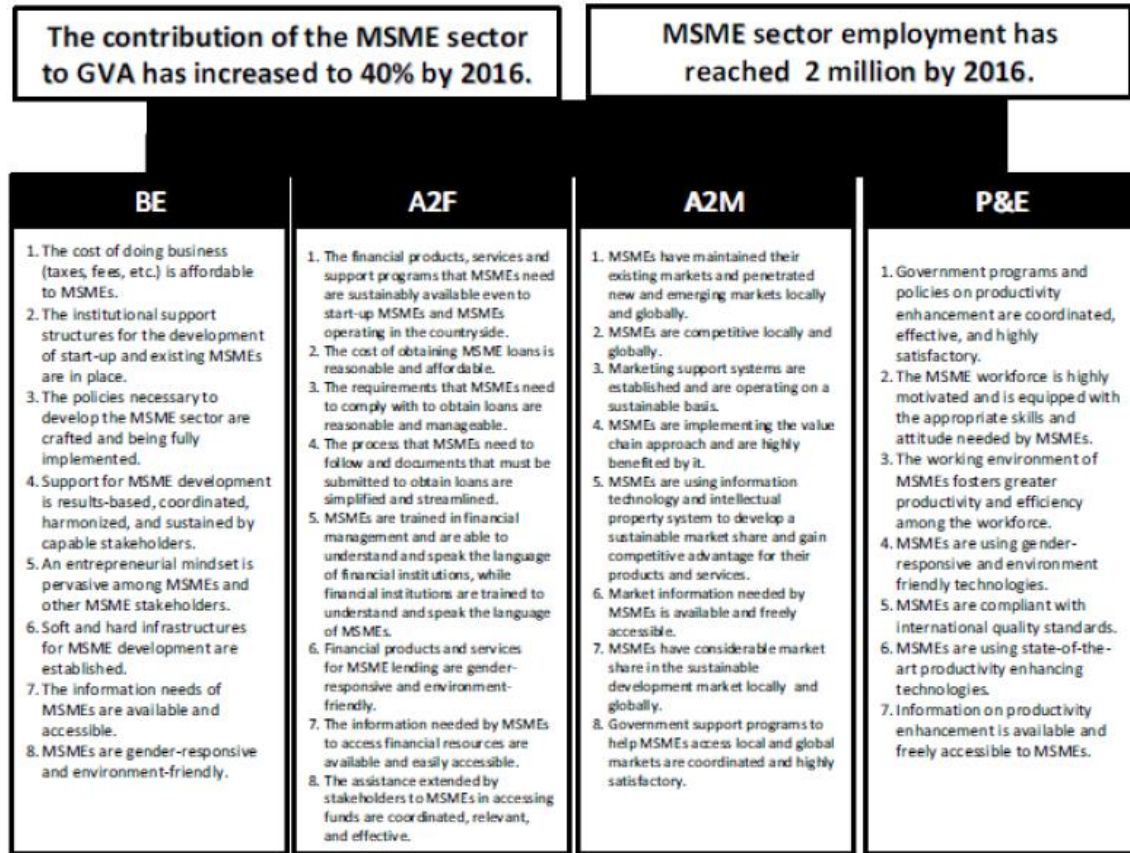 The contribution of the MSME sector
to GVA has increased to 40% by 2016.
MSME sector employment has
reached 2 million by 2016.
BE
1. The cost of doing business
(taxes, fees, etc.) is affordable
to MSMEs.
2. The institutional support
structures for the development
of start-up and existing MSMEs
are in place.
3. The policies necessary to
develop the MSME sector are
crafted and being fully
implemented.
4. Support for MSME development
is results-based, coordinated,
harmonized, and sustained by
capable stakeholders.
5. An entrepreneurial mindset is
pervasive among MSMEs and
other MSME stakeholders.
6. Soft and hard infrastructures
for MSME development are
established.
7. The information needs of
MSMEs are available and
accessible.
8. MSMEs are gender-responsive
and environment-friendly.
A2F
1. The financial products, services and
support programs that MSMEs need
are sustainably available even to
start-up MSMEs and MSMEs
operating in the countryside.
2. The cost of obtaining MSME loans is
reasonable and affordable.
3. The requirements that MSMEs need
to comply with to obtain loans are
reasonable and manageable.
4. The process that MSMEs need to
follow and documents that must be
submitted to obtain loans are
simplified and streamlined.
5. MSMEs are trained in financial
management and are able to
understand and speak the language
of financial institutions, while
financial institutions are trained to
understand and speak the language
of MSMEs.
6. Financial products and services
for MSME lending are gender-
responsive and environment-
friendly.
7. The information needed by MSMEs
to access financial resources are
available and easily accessible.
8. The assistance extended by
stakeholders to MSMEs in accessing
funds are coordinated, relevant,
and effective.
A2M
1. MSMEs have maintained their
existing markets and penetrated
new and emerging markets locally
and globally.
2. MSMEs are competitive locally and
globally.
3. Marketing support systems are
established and are operating on a
sustainable basis.
4. MSMEs are implementing the value
chain approach and are highly
benefited by it.
5. MSMEs are using information
technology and intellectual
property system to develop a
sustainable market share and gain
competitive advantage for their
products and services.
6. Market information needed by
MSMEs is available and freely
accessible.
7. MSMEs have considerable market
share in the sustainable
development market locally and
globally.
8. Government support programs to
help MSMEs access local and global
markets are coordinated and highly
satisfactory.
P&E
1. Government programs and
policies on productivity
enhancement are coordinated,
effective, and highly
satisfactory.
2. The MSME workforce is highly
motivated and is equipped with
the appropriate skills and
attitude needed by MSMEs.
3. The working environment of
MSMEs fosters greater
productivity and efficiency
among the workforce.
4. MSMEs are using gender-
responsive and environment
friendly technologies.
5. MSMEs are compliant with
international quality standards.
6. MSMEs are using state-of-the-
art productivity enhancing
technologies.
7. Information on productivity
enhancement is available and
freely accessible to MSMEs.